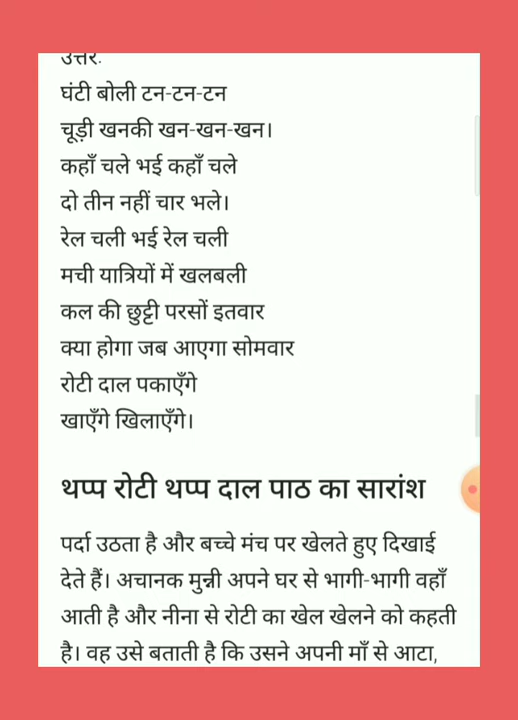 उत्तर.
घंटी बोली टन-टन-टन
चूड़ी खनकी खन-खन-खन।
कहाँ चले भई कहाँ चले
दो तीन नहीं चार भले।
रेल चली भई रेल चली
मची यात्रियों में खलबली
कल की छुट्टी परसों इतवार
क्या होगा जब आएगा सोमवार
रोटी दाल पकाएँगे
खाएँगे खिलाएँगे।
थप्प रोटी थप्प दाल पाठ का सारांश
पर्दा उठता है और बच्चे मंच पर खेलते हुए दिखाई
देते हैं। अचानक मुन्नी अपने घर से भागी-भागी वहाँ
आती है और नीना से रोटी का खेल खेलने को कहती
है। वह उसे बताती है कि उसने अपनी माँ से आटा,